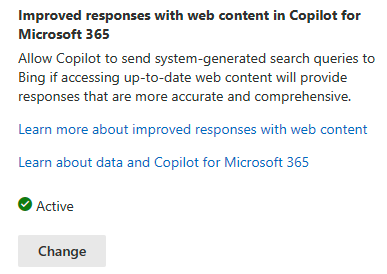 Improved responses with web content in Copilot for
Microsoft 365
Allow Copilot to send system-generated search queries to
Bing if accessing up-to-date web content will provide
responses that are more accurate and comprehensive.
Learn more about improved responses with web content
Learn about data and Copilot for Microsoft 365
Active
Change